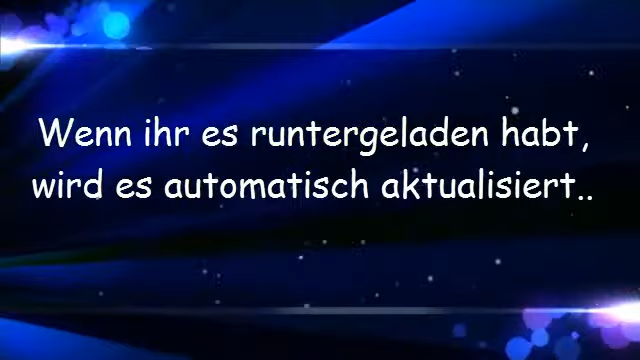 Wenn ihr es runtergeladen habt,
wird es automatisch aktualisiert..